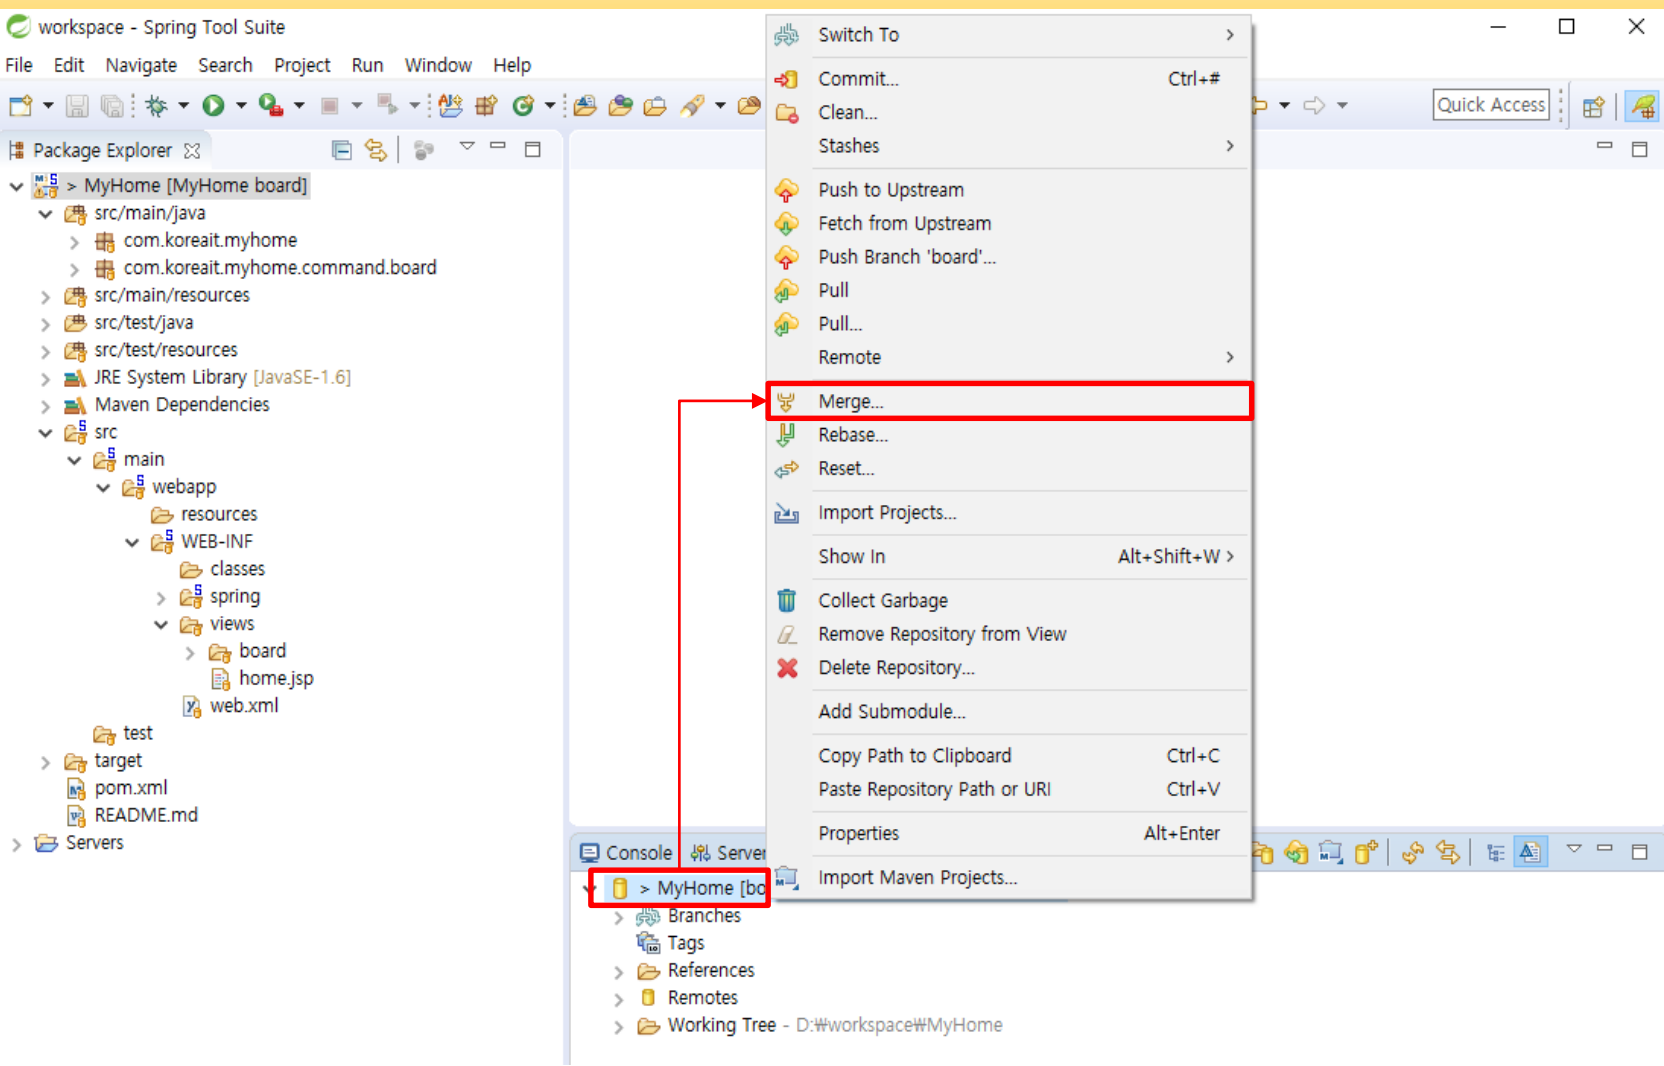 workspace - Spring Tool Suite
File Edit Navigate Search Project Run Window Help
Quick Access
Package Explorer
> MyHome [MyHome board]
src/main/java
com.koreait.myhome
com.koreait.myhome.command.board
src/main/resources
src/test/java
src/test/resources
JRE System Library [JavaSE-1.6]
Maven Dependencies
src
main
webapp
resources
WEB-INF
classes
spring
views
board
home.jsp
web.xml
test
target
pom.xml
README.md
Servers
Switch To
Commit... Ctrl+#
Clean...
Stashes
Push to Upstream
Fetch from Upstream
Push Branch 'board'...
Pull
Pull...
Remote
Merge...
Rebase...
Reset...
Import Projects...
Show In Alt+Shift+W
Collect Garbage
Remove Repository from View
Delete Repository...
Add Submodule...
Copy Path to Clipboard Ctrl+C
Paste Repository Path or URI Ctrl+V
Properties Alt+Enter
Import Maven Projects...
Console Server
> MyHome [bo
Branches
Tags
References
Remotes
Working Tree - D:₩workspace₩MyHome